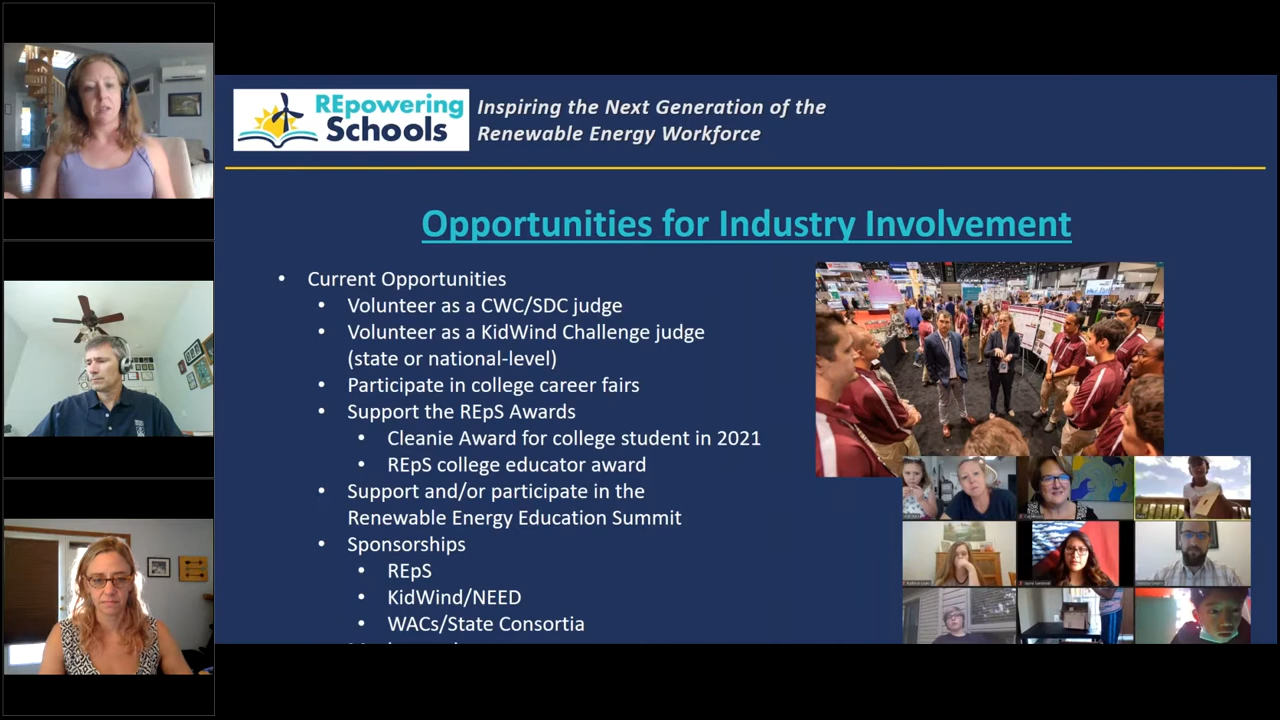 REpowering
Schools
Inspiring the Next Generation of the
Renewable Energy Workforce
Opportunities for Industry Involvement
• Current Opportunities
• Volunteer as a CWC/SDC judge
• Volunteer as a KidWind Challenge judge
(state or national-level)
• Participate in college career fairs
• Support the REpS Awards
• Cleanie Award for college student in 2021
• REpS college educator award
• Support and/or participate in the
Renewable Energy Education Summit
• Sponsorships
• REpS
• KidWind/NEED
• WACs/State Consortia